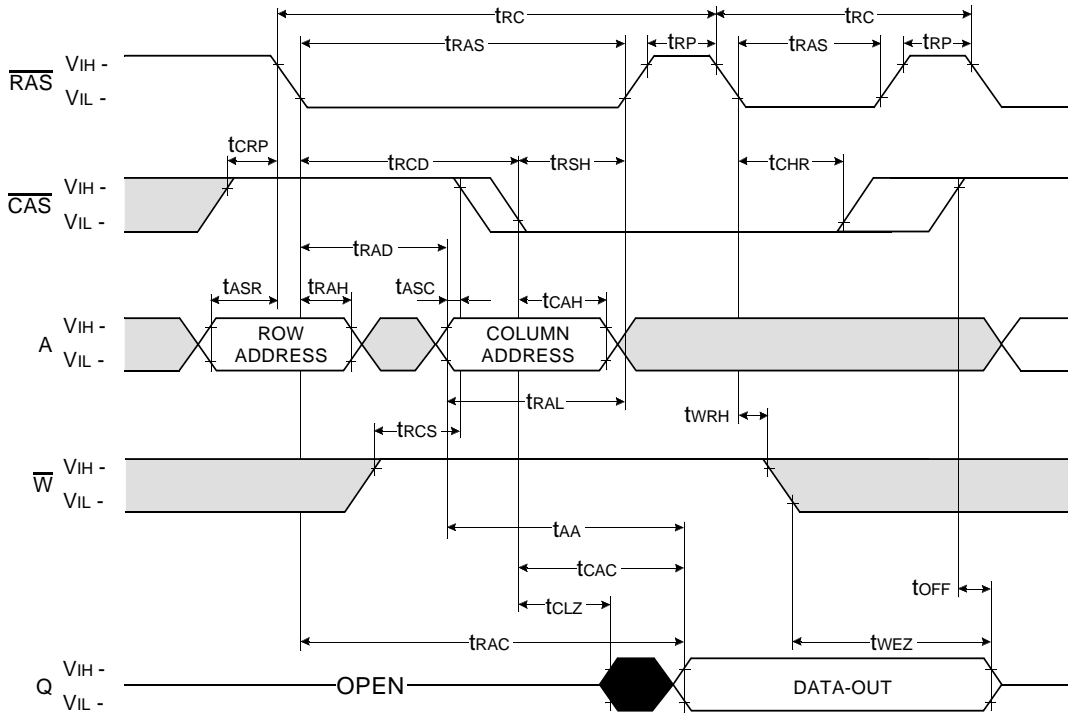 tRC tRC
tRAS tRP tRAS tRP
RAS VIH -
VIL -
tCRP tRCD tRSH tCHR
CAS VIH -
VIL -
tRAD
tASR tRAH tASC tCAH
A VIH -
VIL -
ROW
ADDRESS
COLUMN
ADDRESS
tRAL tWRH
tRCS
W VIH -
VIL -
tAA
tCAC
tOFF
tCLZ
tRAC tWEZ
Q VIH -
VIL -
OPEN DATA-OUT